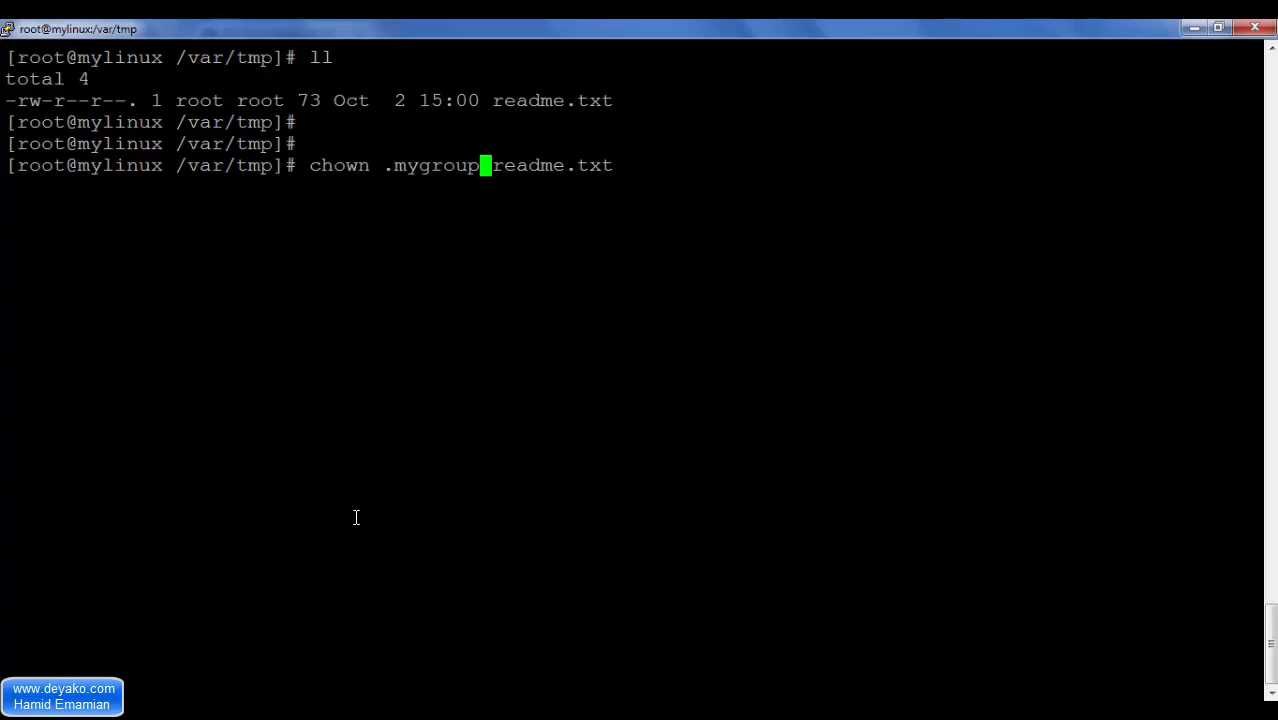 root@mylinux:/var/tmp
[root@mylinux /var/tmp]# ll
total 4
-rw-r--r--. 1 root root 73 Oct  2 15:00 readme.txt
[root@mylinux /var/tmp]#
[root@mylinux /var/tmp]#
[root@mylinux /var/tmp]# chown .mygroup readme.txt
www.deyako.com
Hamid Emamian